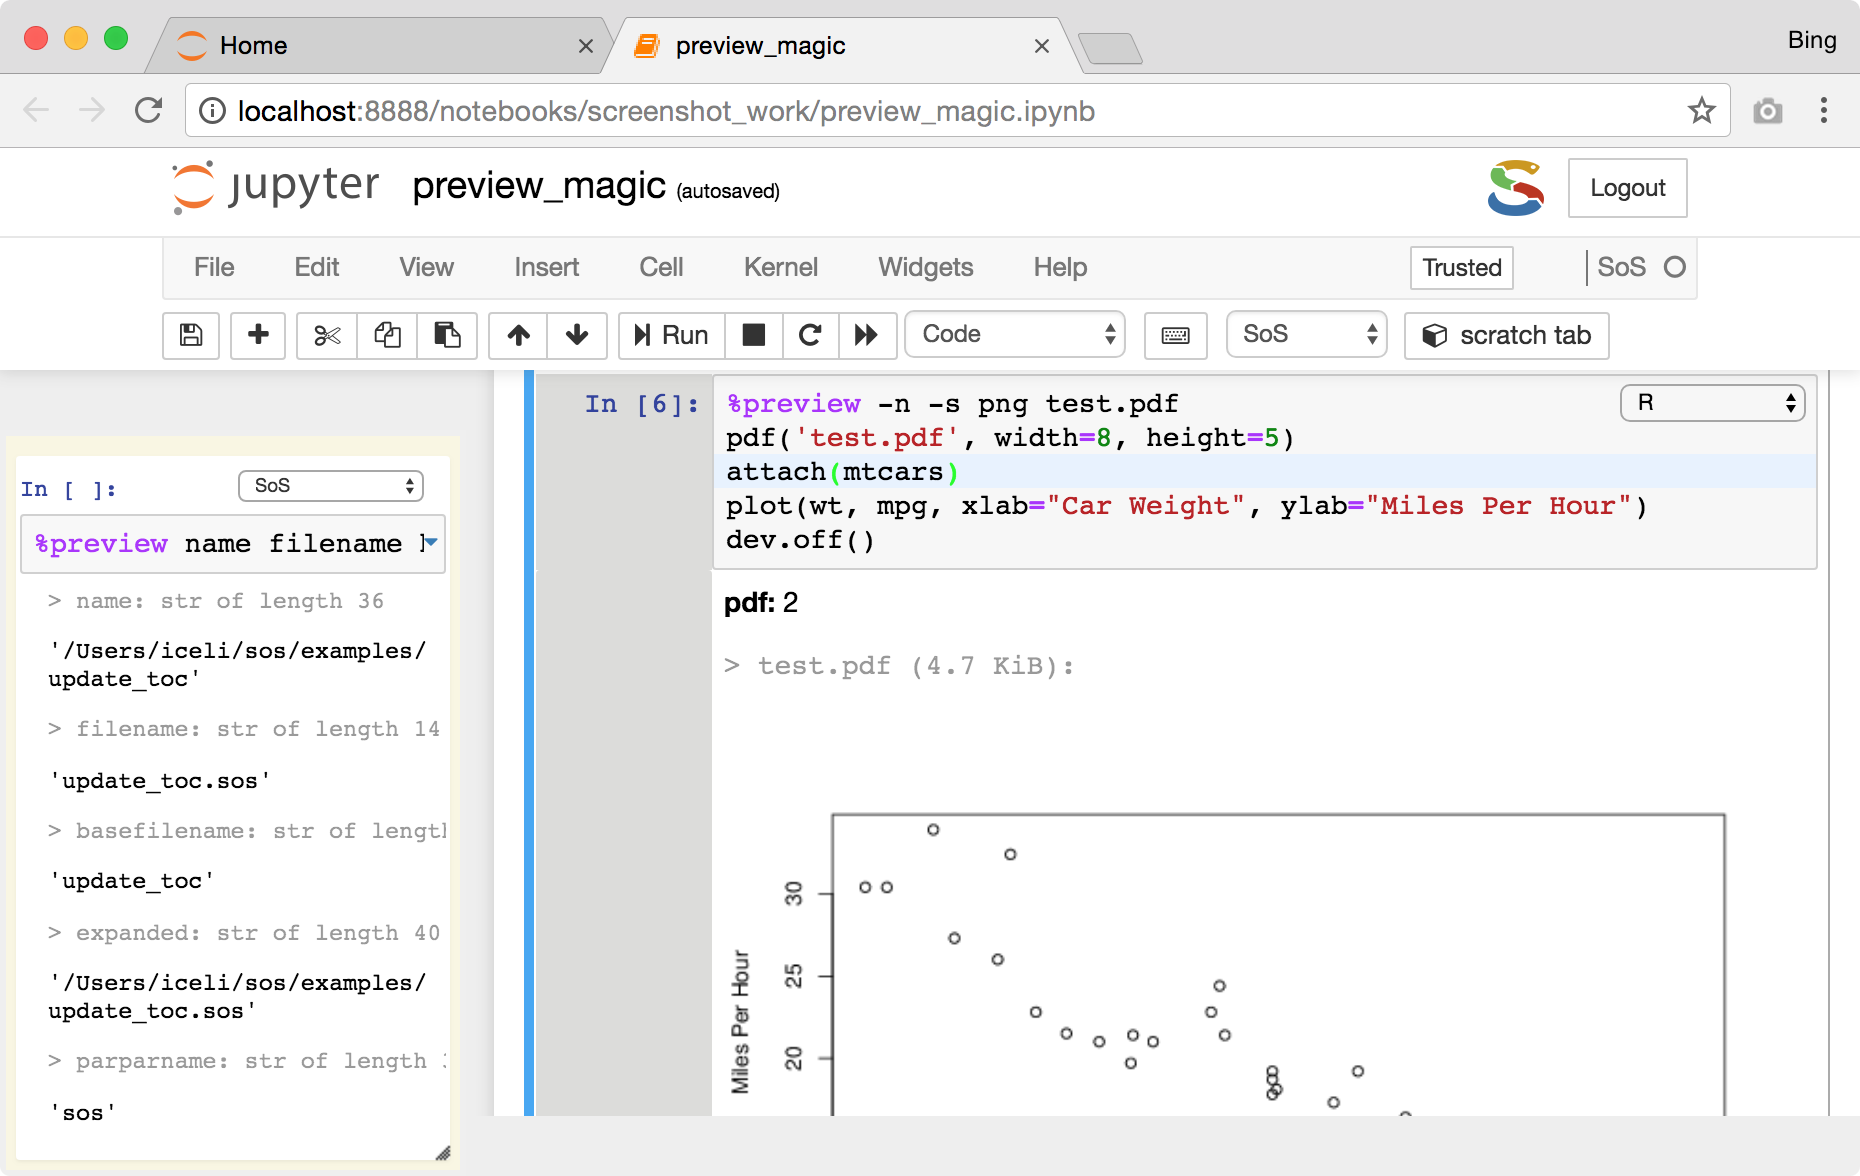 Home
preview_magic
Bing
localhost:8888/notebooks/screenshot_work/preview_magic.ipynb
jupyter preview_magic (autosaved)
Logout
File Edit View Insert Cell Kernel Widgets Help Trusted SoS
Run Code SoS scratch tab
In [ ]: SoS
%preview name filename
> name: str of length 36
'/Users/iceli/sos/examples/
update_toc'
> filename: str of length 14
'update_toc.sos'
> basefilename: str of length
'update_toc'
> expanded: str of length 40
'/Users/iceli/sos/examples/
update_toc.sos'
> parparname: str of length
'sos'
In [6]:
%preview -n -s png test.pdf
R
pdf('test.pdf', width=8, height=5)
attach(mtcars)
plot(wt, mpg, xlab="Car Weight", ylab="Miles Per Hour")
dev.off()
pdf: 2
> test.pdf (4.7 KiB):
30
25
20
Miles Per Hour